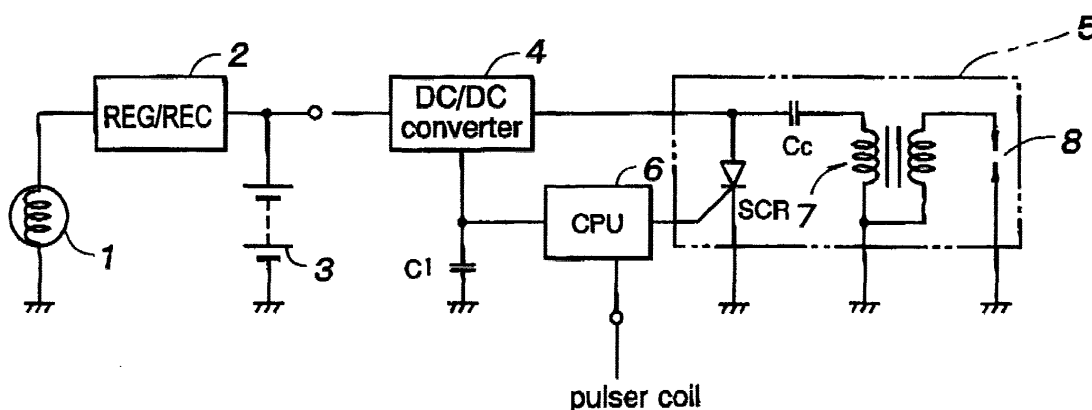 5
2
4
REG/REC
DC/DC
converter
Cc
8
6
CPU
SCR
7
1
3
C1
pulser coil